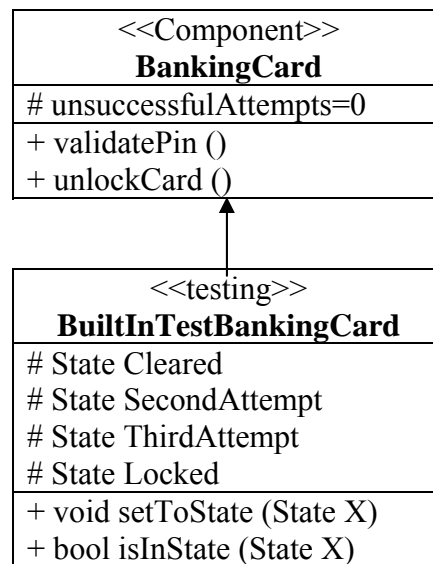 <<Component>>
BankingCard
# unsuccessfulAttempts=0
+ validatePin ()
+ unlockCard ()
<<testing>>
BuiltInTestBankingCard
# State Cleared
# State SecondAttempt
# State ThirdAttempt
# State Locked
+ void setToState (State X)
+ bool isInState (State X)